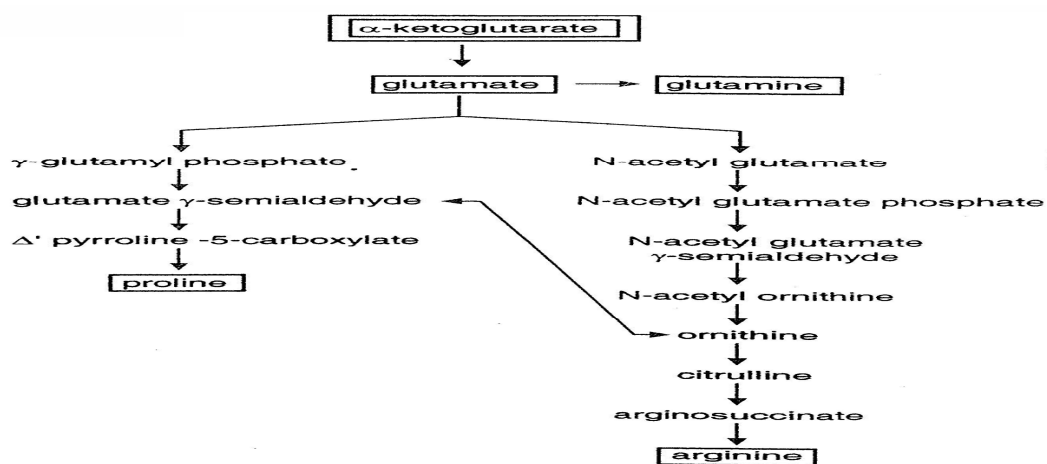 α-ketoglutarate
glutamate
glutamine
γ-glutamyl phosphato
N-acetyl glutamate
glutamate γ-semialdehyde
N-acetyl glutamate phosphate
Δ' pyrroline -5-carboxylate
N-acetyl glutamate
γ-semialdehyde
proline
N-acetyl ornithine
ornithine
citrulline
arginosuccinate
arginine